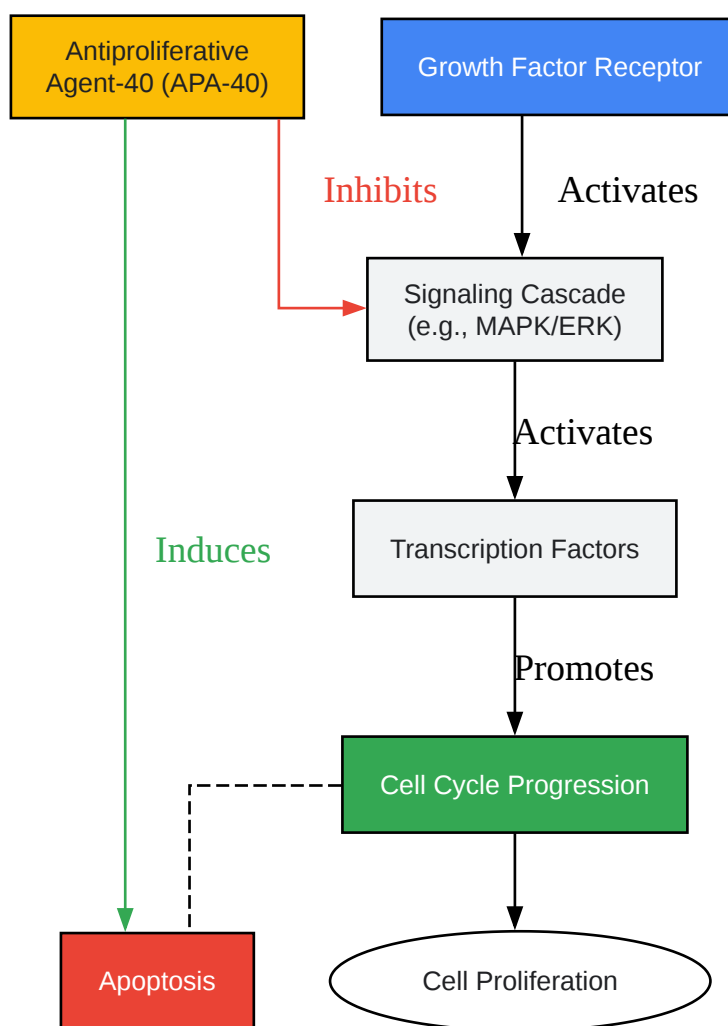 Antiproliferative
Agent-40 (APA-40)
Growth Factor Receptor
Inhibits
Activates
Signaling Cascade
(e.g., MAPK/ERK)
Activates
Transcription Factors
Induces
Promotes
Cell Cycle Progression
Apoptosis
Cell Proliferation